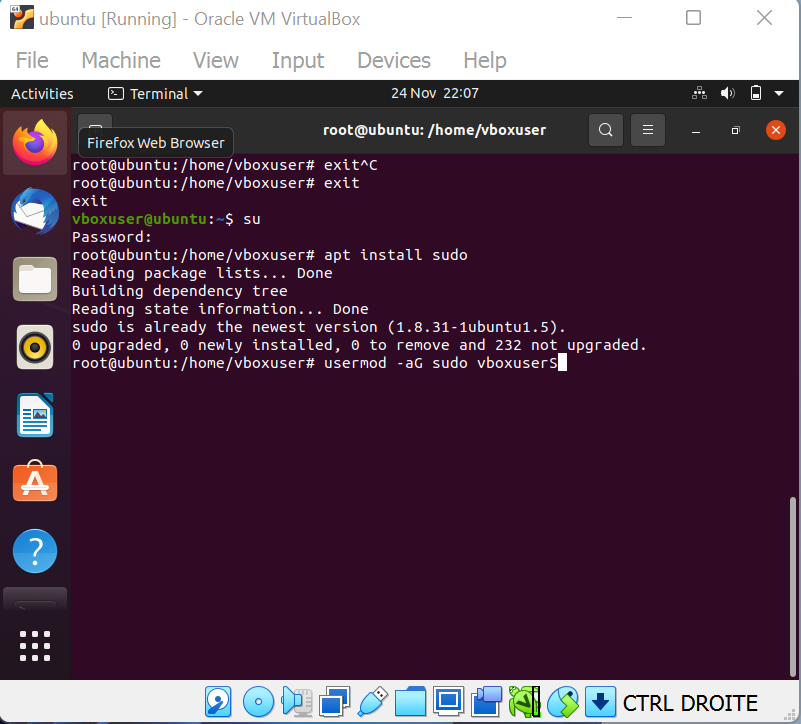 ubuntu [Running] - Oracle VM VirtualBox
File Machine View Input Devices Help
Activities Terminal 24 Nov 22:07
root@ubuntu: /home/vboxuser
Firefox Web Browser
root@ubuntu:/home/vboxuser# exit^C
root@ubuntu:/home/vboxuser# exit
exit
vboxuser@ubuntu:~$ su
Password:
root@ubuntu:/home/vboxuser# apt install sudo
Reading package lists... Done
Building dependency tree
Reading state information... Done
sudo is already the newest version (1.8.31-1ubuntu1.5).
0 upgraded, 0 newly installed, 0 to remove and 232 not upgraded.
root@ubuntu:/home/vboxuser# usermod -aG sudo vboxuserS
CTRL DROITE